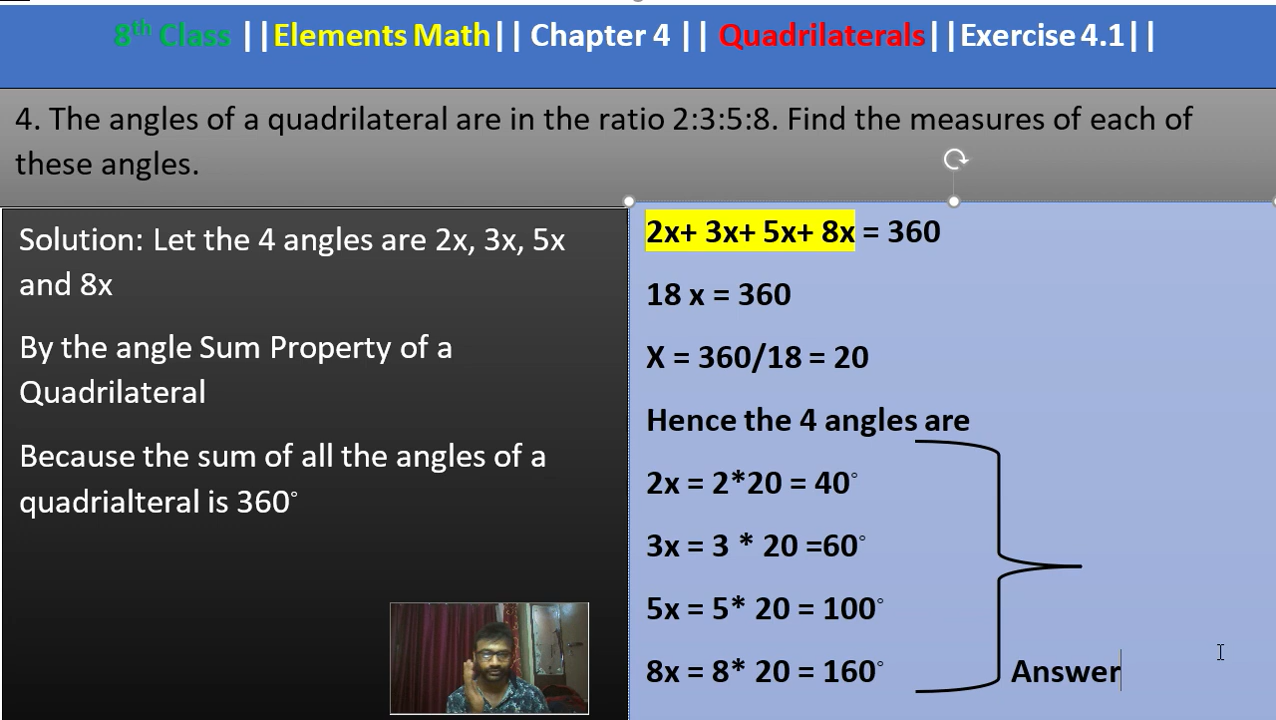 8th Class ||Elements Math|| Chapter 4 || Quadrilaterals||Exercise 4.1||
4. The angles of a quadrilateral are in the ratio 2:3:5:8. Find the measures of each of
these angles.
Solution: Let the 4 angles are 2x, 3x, 5x
and 8x
By the angle Sum Property of a
Quadrilateral
Because the sum of all the angles of a
quadrialteral is 360°
2x+ 3x+ 5x+ 8x = 360
18 x = 360
X = 360/18 = 20
Hence the 4 angles are
2x = 2*20 = 40°
3x = 3 * 20 =60°
5x = 5* 20 = 100°
8x = 8* 20 = 160°
Answer